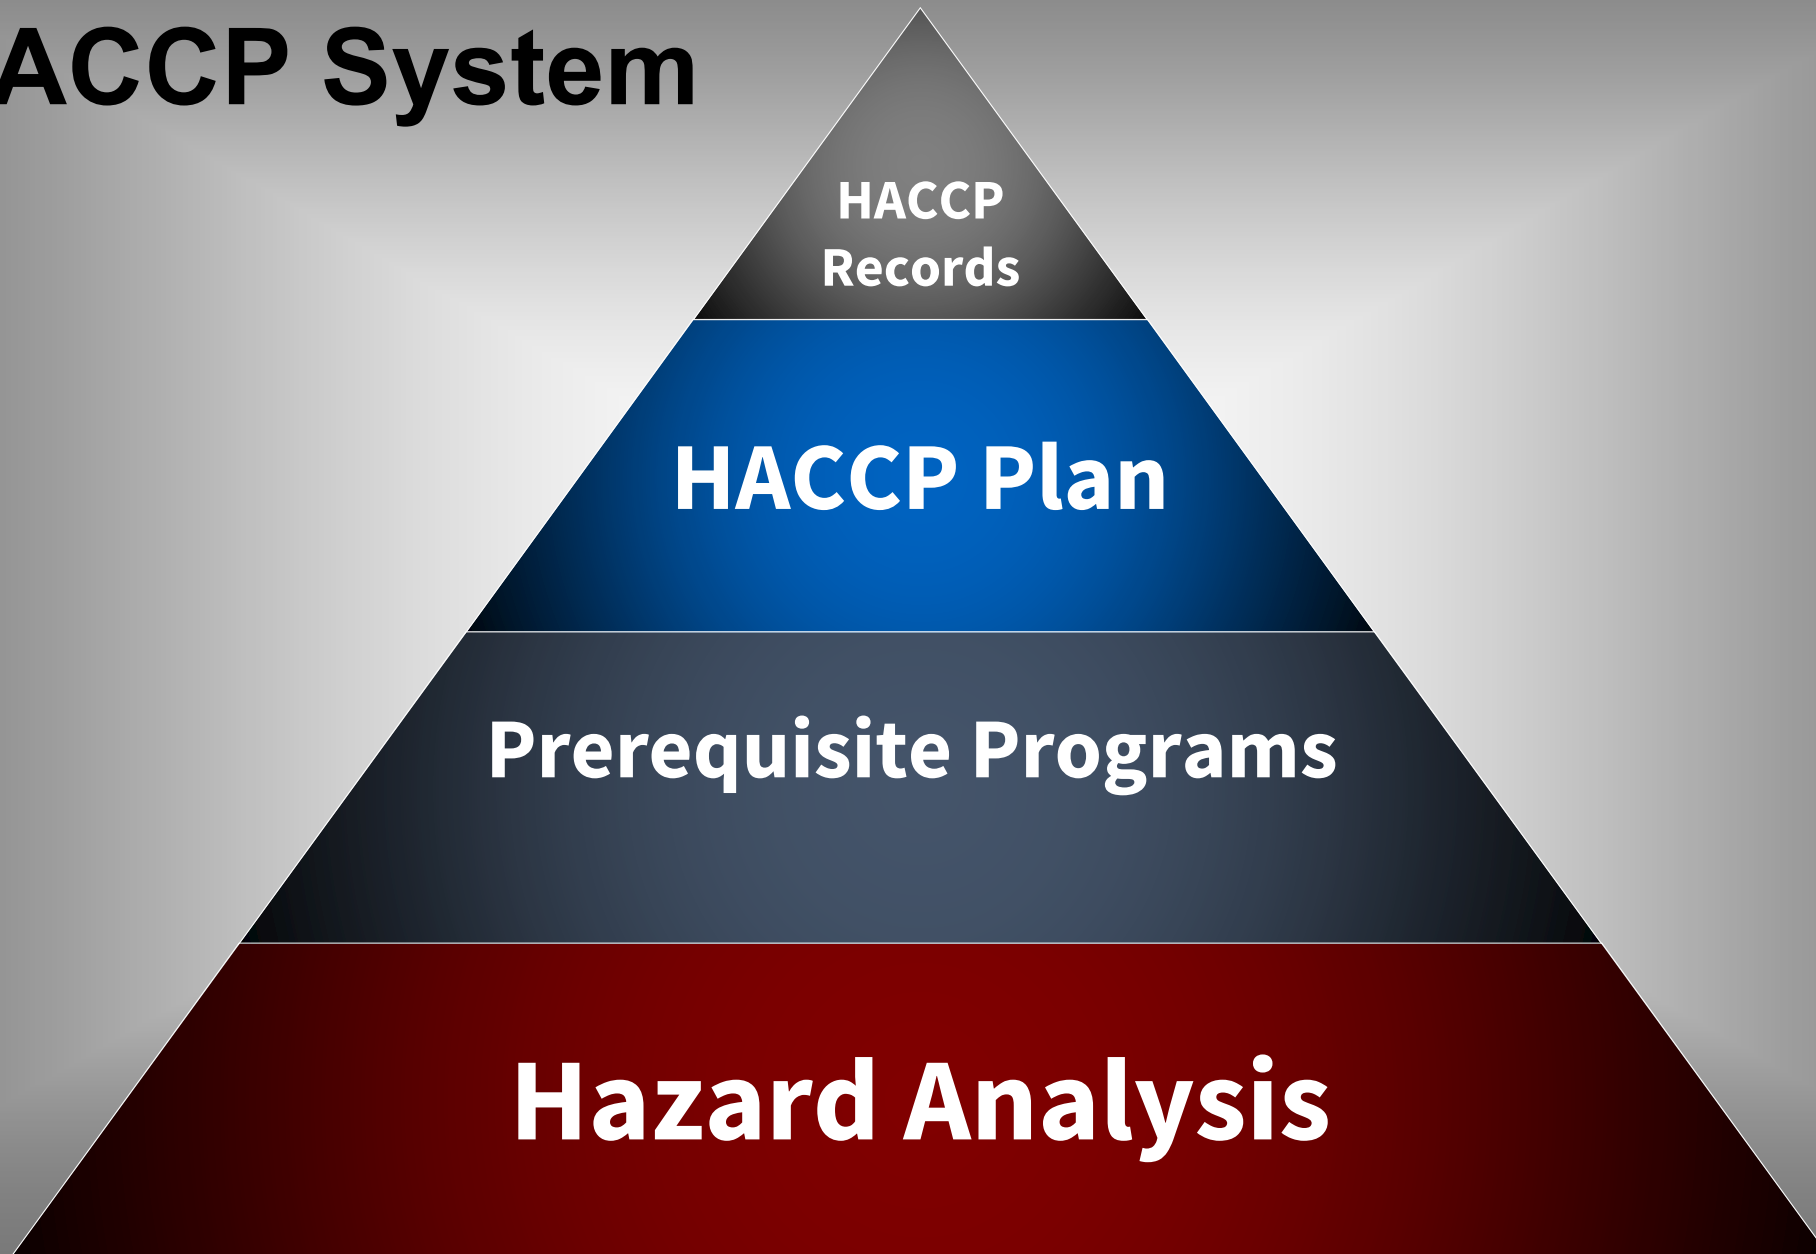 ACCP System
HACCP
Records
HACCP Plan
Prerequisite Programs
Hazard Analysis